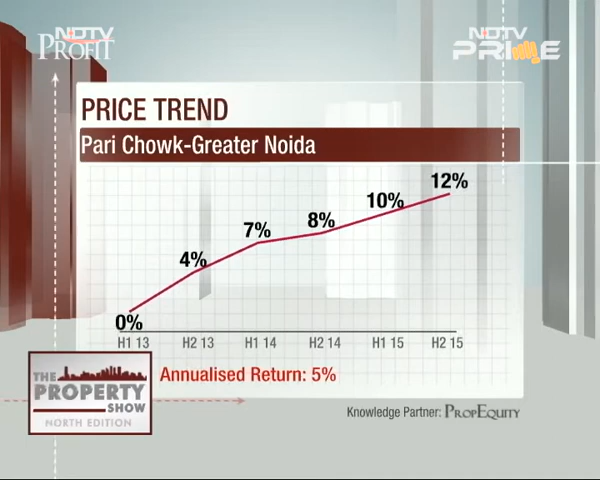 NDTV
PROFIT
NDTV
PRIME
PRICE TREND
Pari Chowk-Greater Noida
12%
10%
8%
7%
4%
0%
H1 13 H2 13 H1 14 H2 14 H1 15 H2 15
THE
PROPERTY
SHOW
NORTH EDITION
Annualised Return: 5%
Knowledge Partner: PROPEQUITY